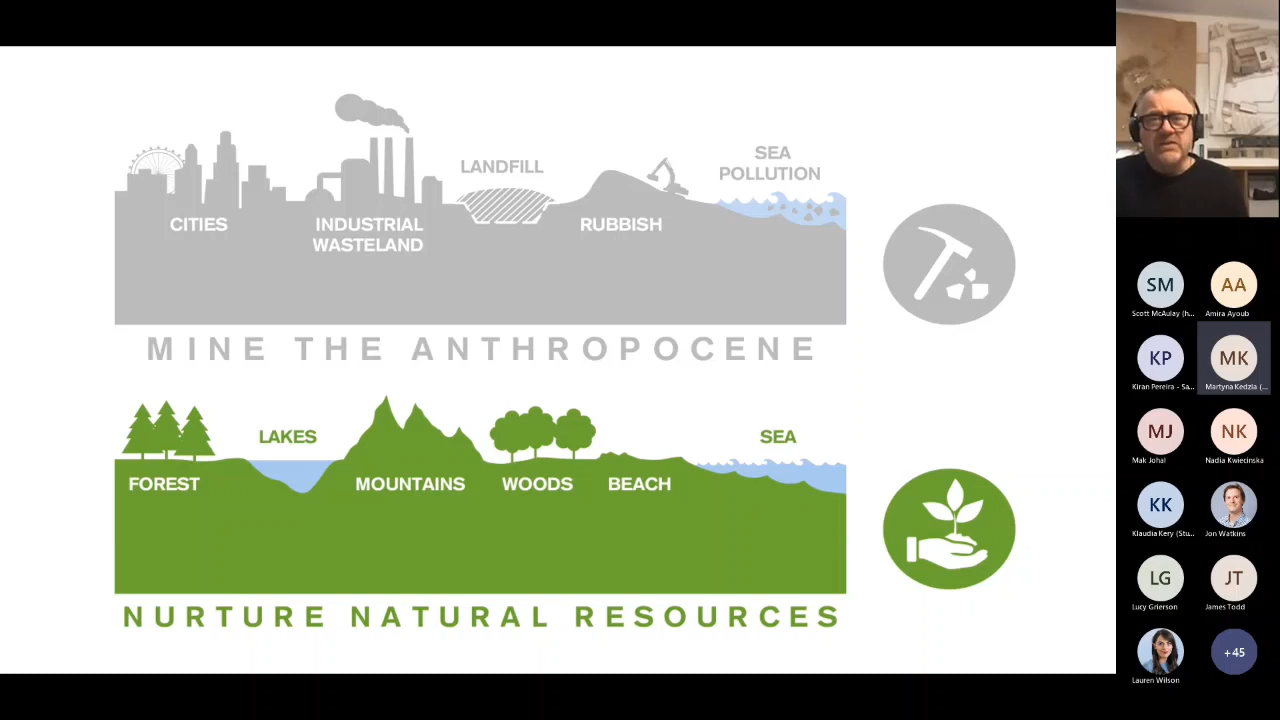 LANDFILL
SEA
POLLUTION
CITIES
INDUSTRIAL
WASTELAND
RUBBISH
MINE THE ANTHROPOCENE
LAKES
SEA
FOREST
MOUNTAINS
WOODS
BEACH
NURTURE NATURAL RESOURCES
SM
AA
Scott McAulay (h...
Amira Ayoub
KP
MK
Kiran Pereira - Sa...
Martyna Kedzia (...
MJ
NK
Mak Johal
Nadia Kwiecinska
KK
Klaudia Kery (Stu...
Jon Watkins
LG
JT
Lucy Grierson
James Todd
+45
Lauren Wilson